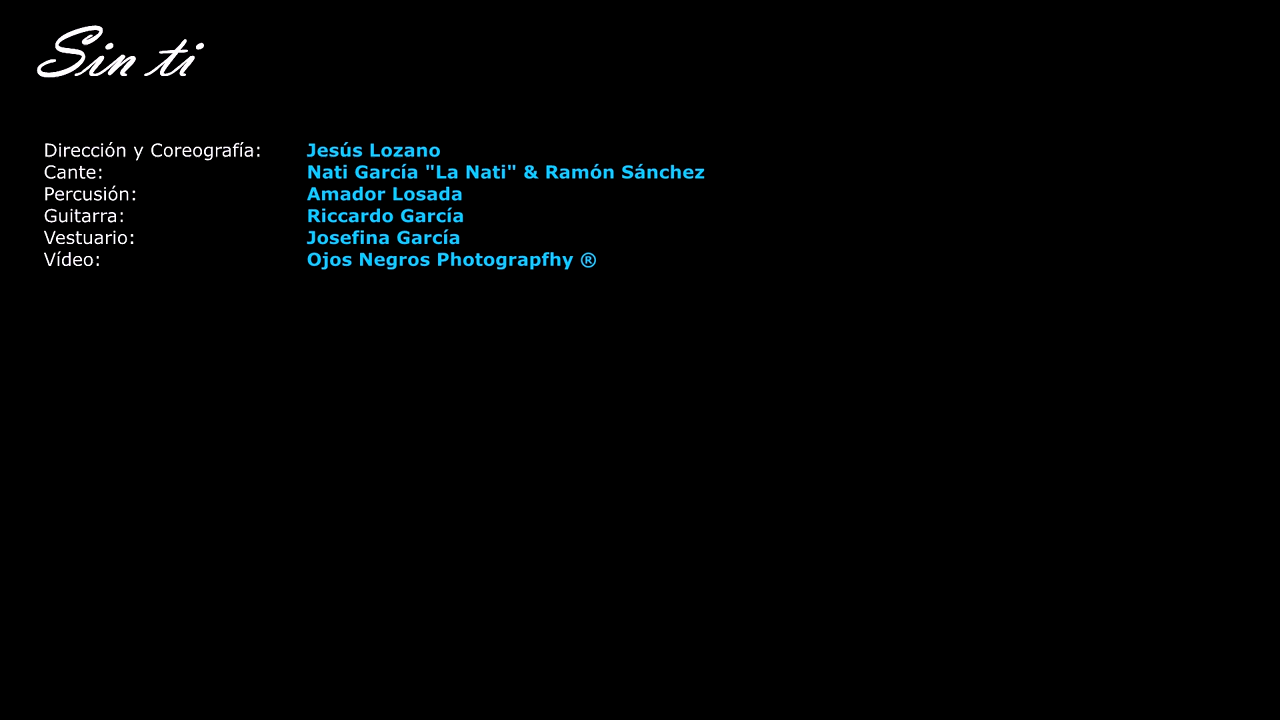 Sin ti
Dirección y Coreografía: Jesús Lozano
Cante: Nati García "La Nati" & Ramón Sánchez
Percusión: Amador Losada
Guitarra: Riccardo García
Vestuario: Josefina García
Vídeo: Ojos Negros Photograpfhy ®